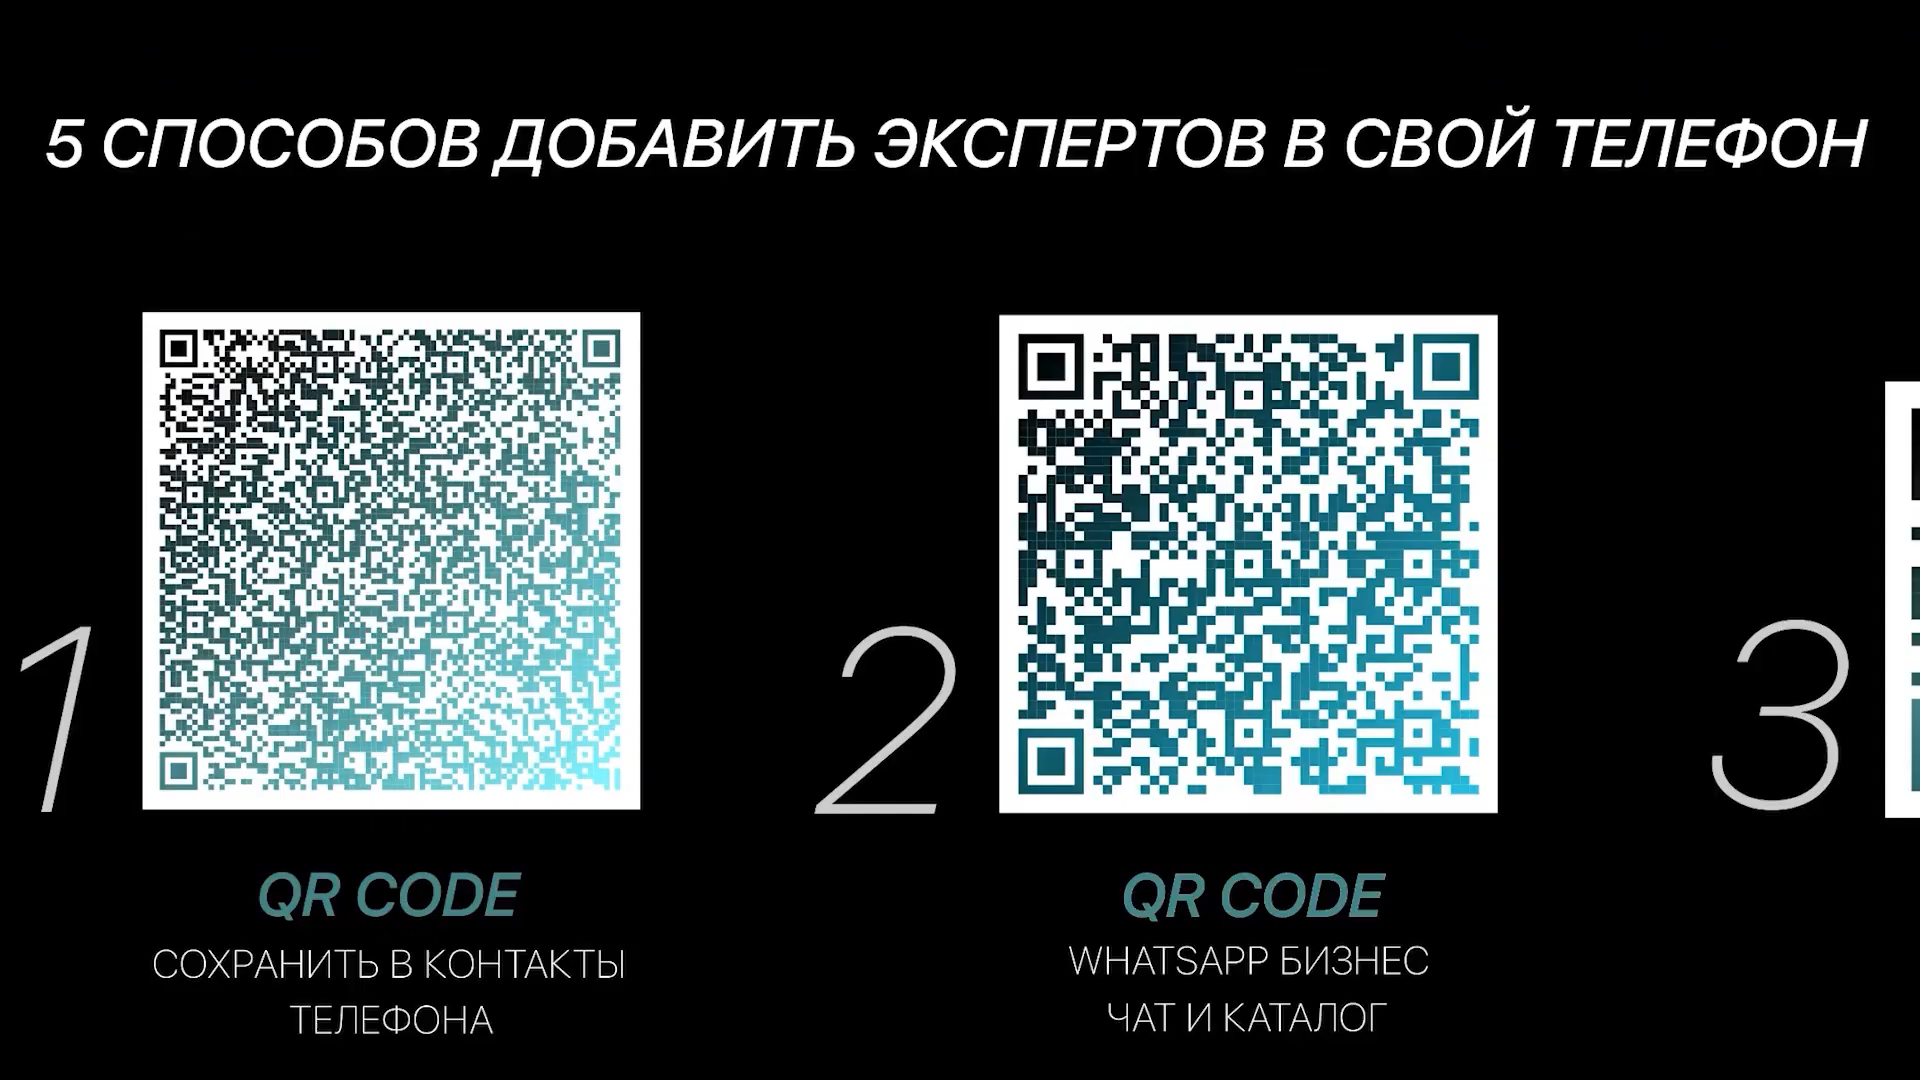 5 СПОСОБОВ ДОБАВИТЬ ЭКСПЕРТОВ В СВОЙ ТЕЛЕФОН
1
QR CODE
СОХРАНИТЬ В КОНТАКТЫ
ТЕЛЕФОНА
2
QR CODE
WHATSAPP БИЗНЕС
ЧАТ И КАТАЛОГ
3